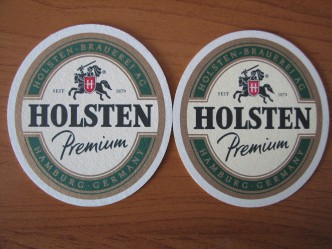 HOLSTEN-BRAUEREI AG
SEIT 1879
H
HOLSTEN
Premium
HAMBURG·GERMANY
HOLSTEN-BRAUEREI AG
SEIT 1879
H
HOLSTEN
Premium
HAMBURG·GERMANY